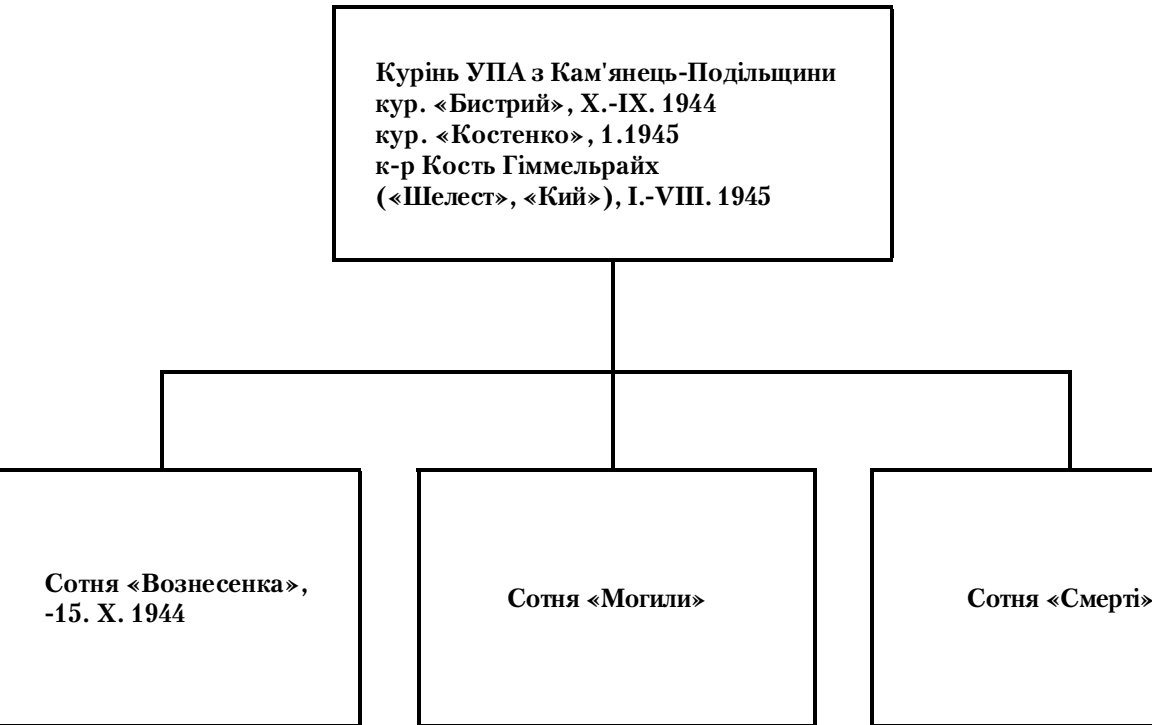 Курінь УПА з Кам'янець-Подільщини
кур. «Бистрий», X.-IX. 1944
кур. «Костенко», 1.1945
к-р Кость Гіммельрайх
(«Шелест», «Кий»), I.-VIII. 1945
Сотня «Вознесенка»,
-15. X. 1944
Сотня «Могили»
Сотня «Смерті»